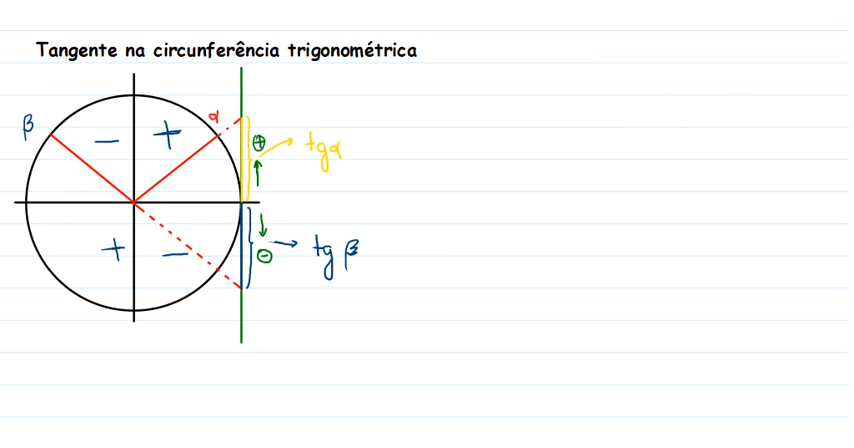 Tangente na circunferência trigonométrica
β
α
− +
⊕
tgα
+ −
⊖
tg β